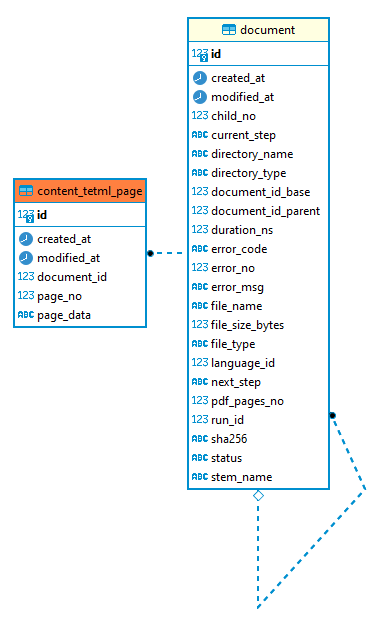 document
123 id
created_at
modified_at
123 child_no
ABC current_step
ABC directory_name
ABC directory_type
123 document_id_base
123 document_id_parent
123 duration_ns
ABC error_code
123 error_no
ABC error_msg
ABC file_name
123 file_size_bytes
ABC file_type
123 language_id
ABC next_step
123 pdf_pages_no
123 run_id
ABC sha256
ABC status
ABC stem_name
content_tetml_page
123 id
created_at
modified_at
123 document_id
123 page_no
ABC page_data